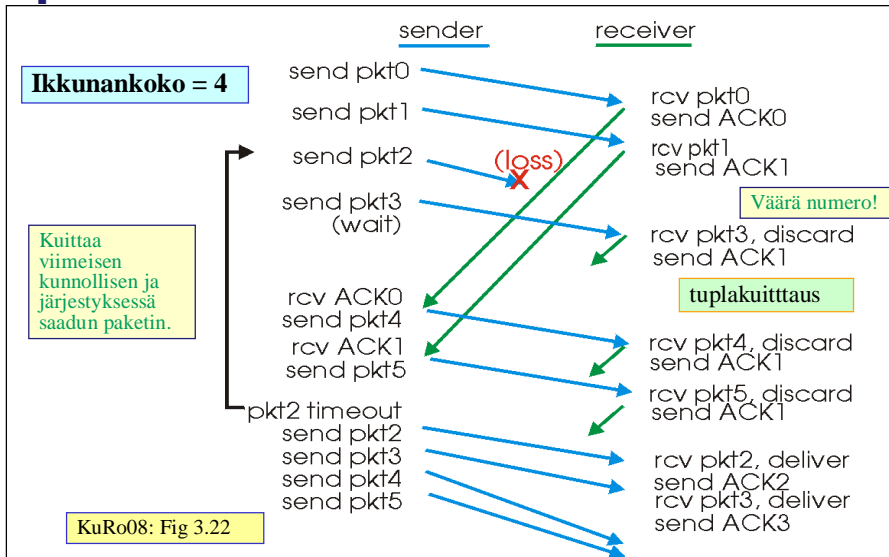 sender
receiver
Ikkunankoko = 4
send pkt0
send pkt1
send pkt2
send pkt3
(wait)
(loss)
X
rcv pkt0
send ACK0
rcv pkt1
send ACK1
Väärä numero!
rcv pkt3, discard
send ACK1
tuplakuitttaus
Kuittaa
viimeisen
kunnollisen ja
järjestyksessä
saadun paketin.
rcv ACK0
send pkt4
rcv ACK1
send pkt5
rcv pkt4, discard
send ACK1
rcv pkt5, discard
send ACK1
pkt2 timeout
send pkt2
send pkt3
send pkt4
send pkt5
rcv pkt2, deliver
send ACK2
rcv pkt3, deliver
send ACK3
KuRo08: Fig 3.22